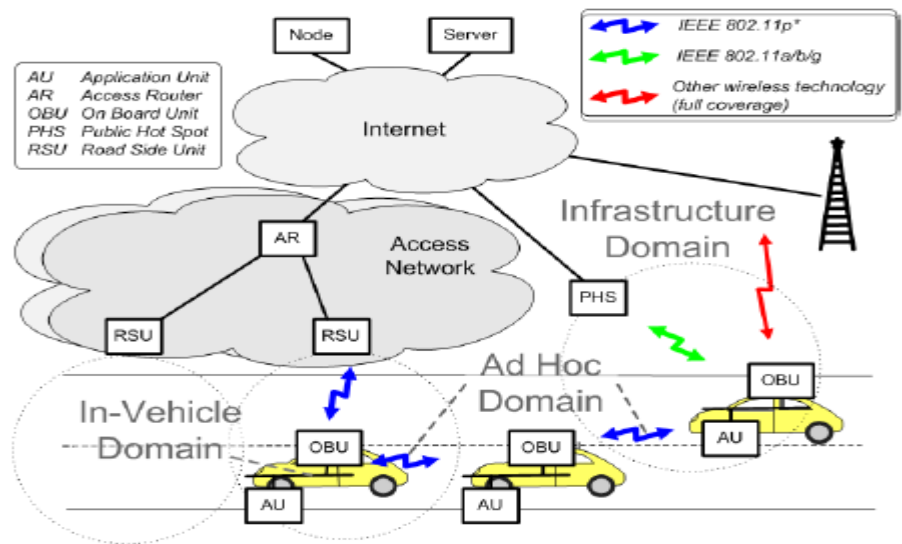 Node
Server
IEEE 802.11p*
IEEE 802.11a/b/g
Other wireless technology
(full coverage)
AU Application Unit
AR Access Router
OBU On Board Unit
PHS Public Hot Spot
RSU Road Side Unit
Internet
Infrastructure
Domain
AR
Access
Network
PHS
RSU
RSU
Ad Hoc
Domain
OBU
In-Vehicle
Domain
OBU
OBU
AU
AU
AU